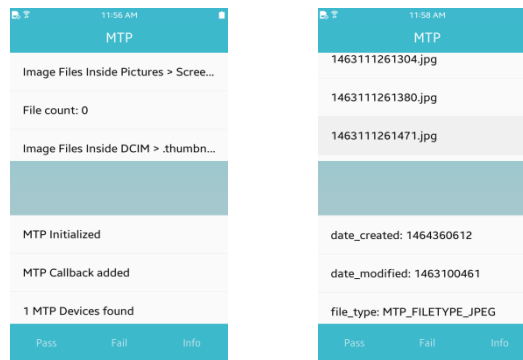 11:56 AM
MTP
Image Files Inside Pictures > Scree...
File count: 0
Image Files Inside DCIM > .thumbn...
MTP Initialized
MTP Callback added
1 MTP Devices found
Pass Fail Info
11:58 AM
MTP
1463111261304.jpg
1463111261380.jpg
1463111261471.jpg
date_created: 1464360612
date_modified: 1463100461
file_type: MTP_FILETYPE_JPEG
Pass Fail Info